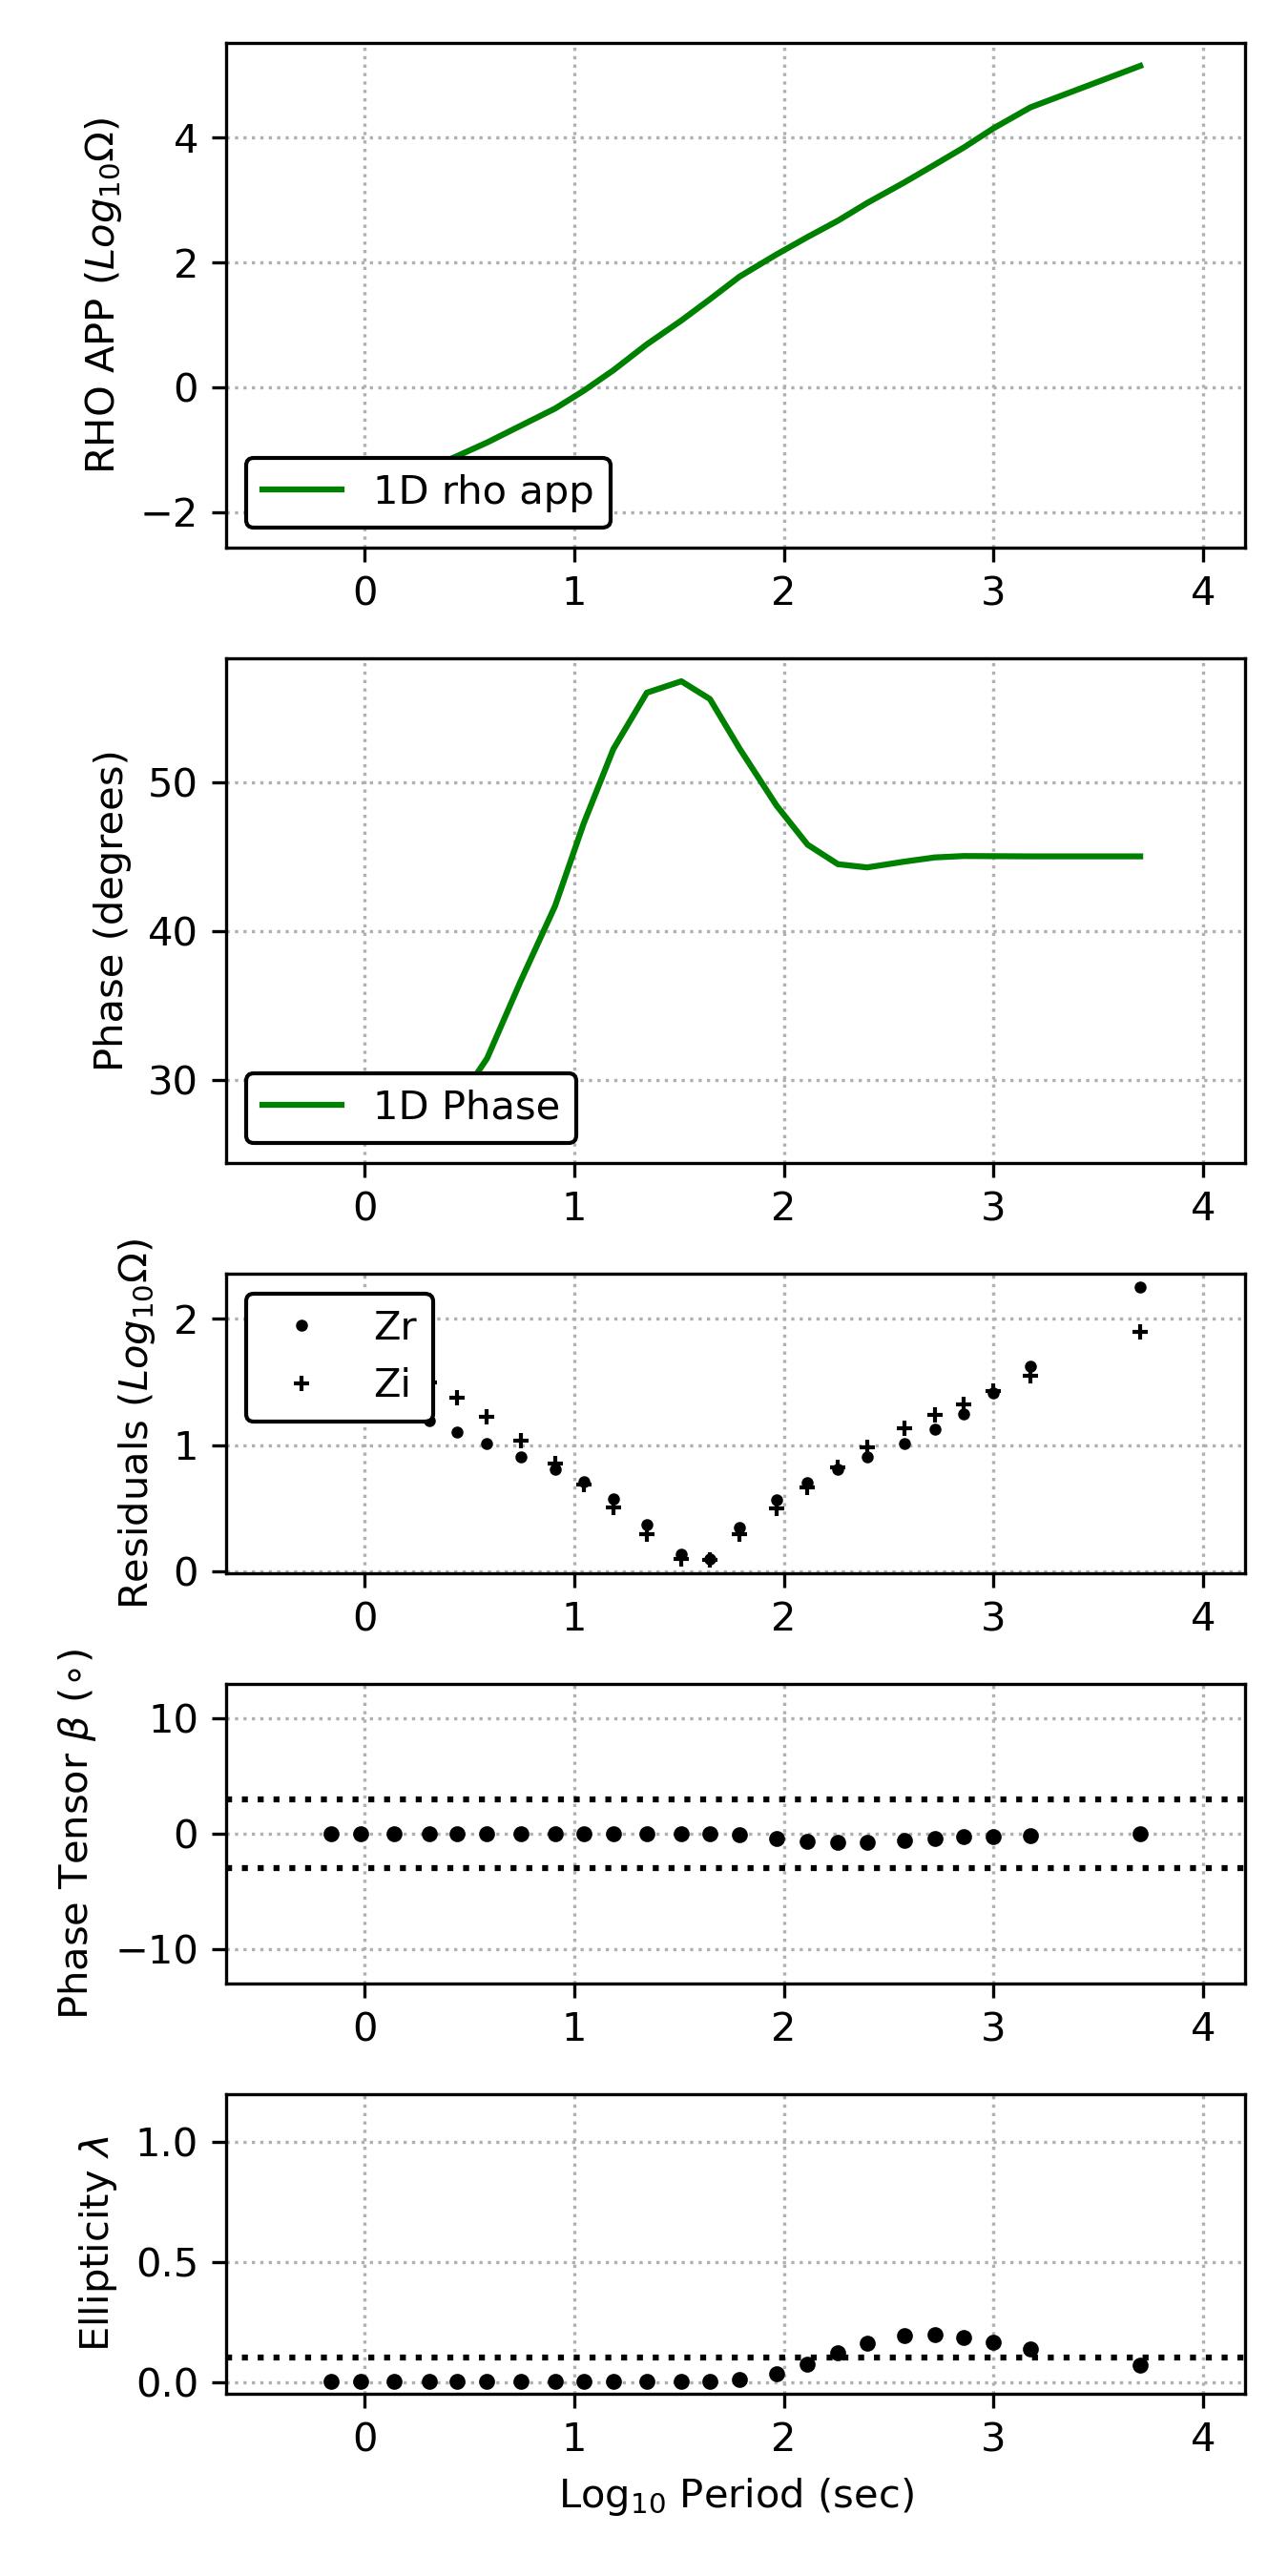 RHO APP (Log₁₀Ω)
4
2
0
−2
1D rho app
0 1 2 3 4
Phase (degrees)
50
40
30
1D Phase
0 1 2 3 4
Residuals (Log₁₀Ω)
2
1
0
Zr
Zi
0 1 2 3 4
Phase Tensor β (∘)
10
0
−10
0 1 2 3 4
Ellipticity λ
1.0
0.5
0.0
0 1 2 3 4
Log₁₀ Period (sec)